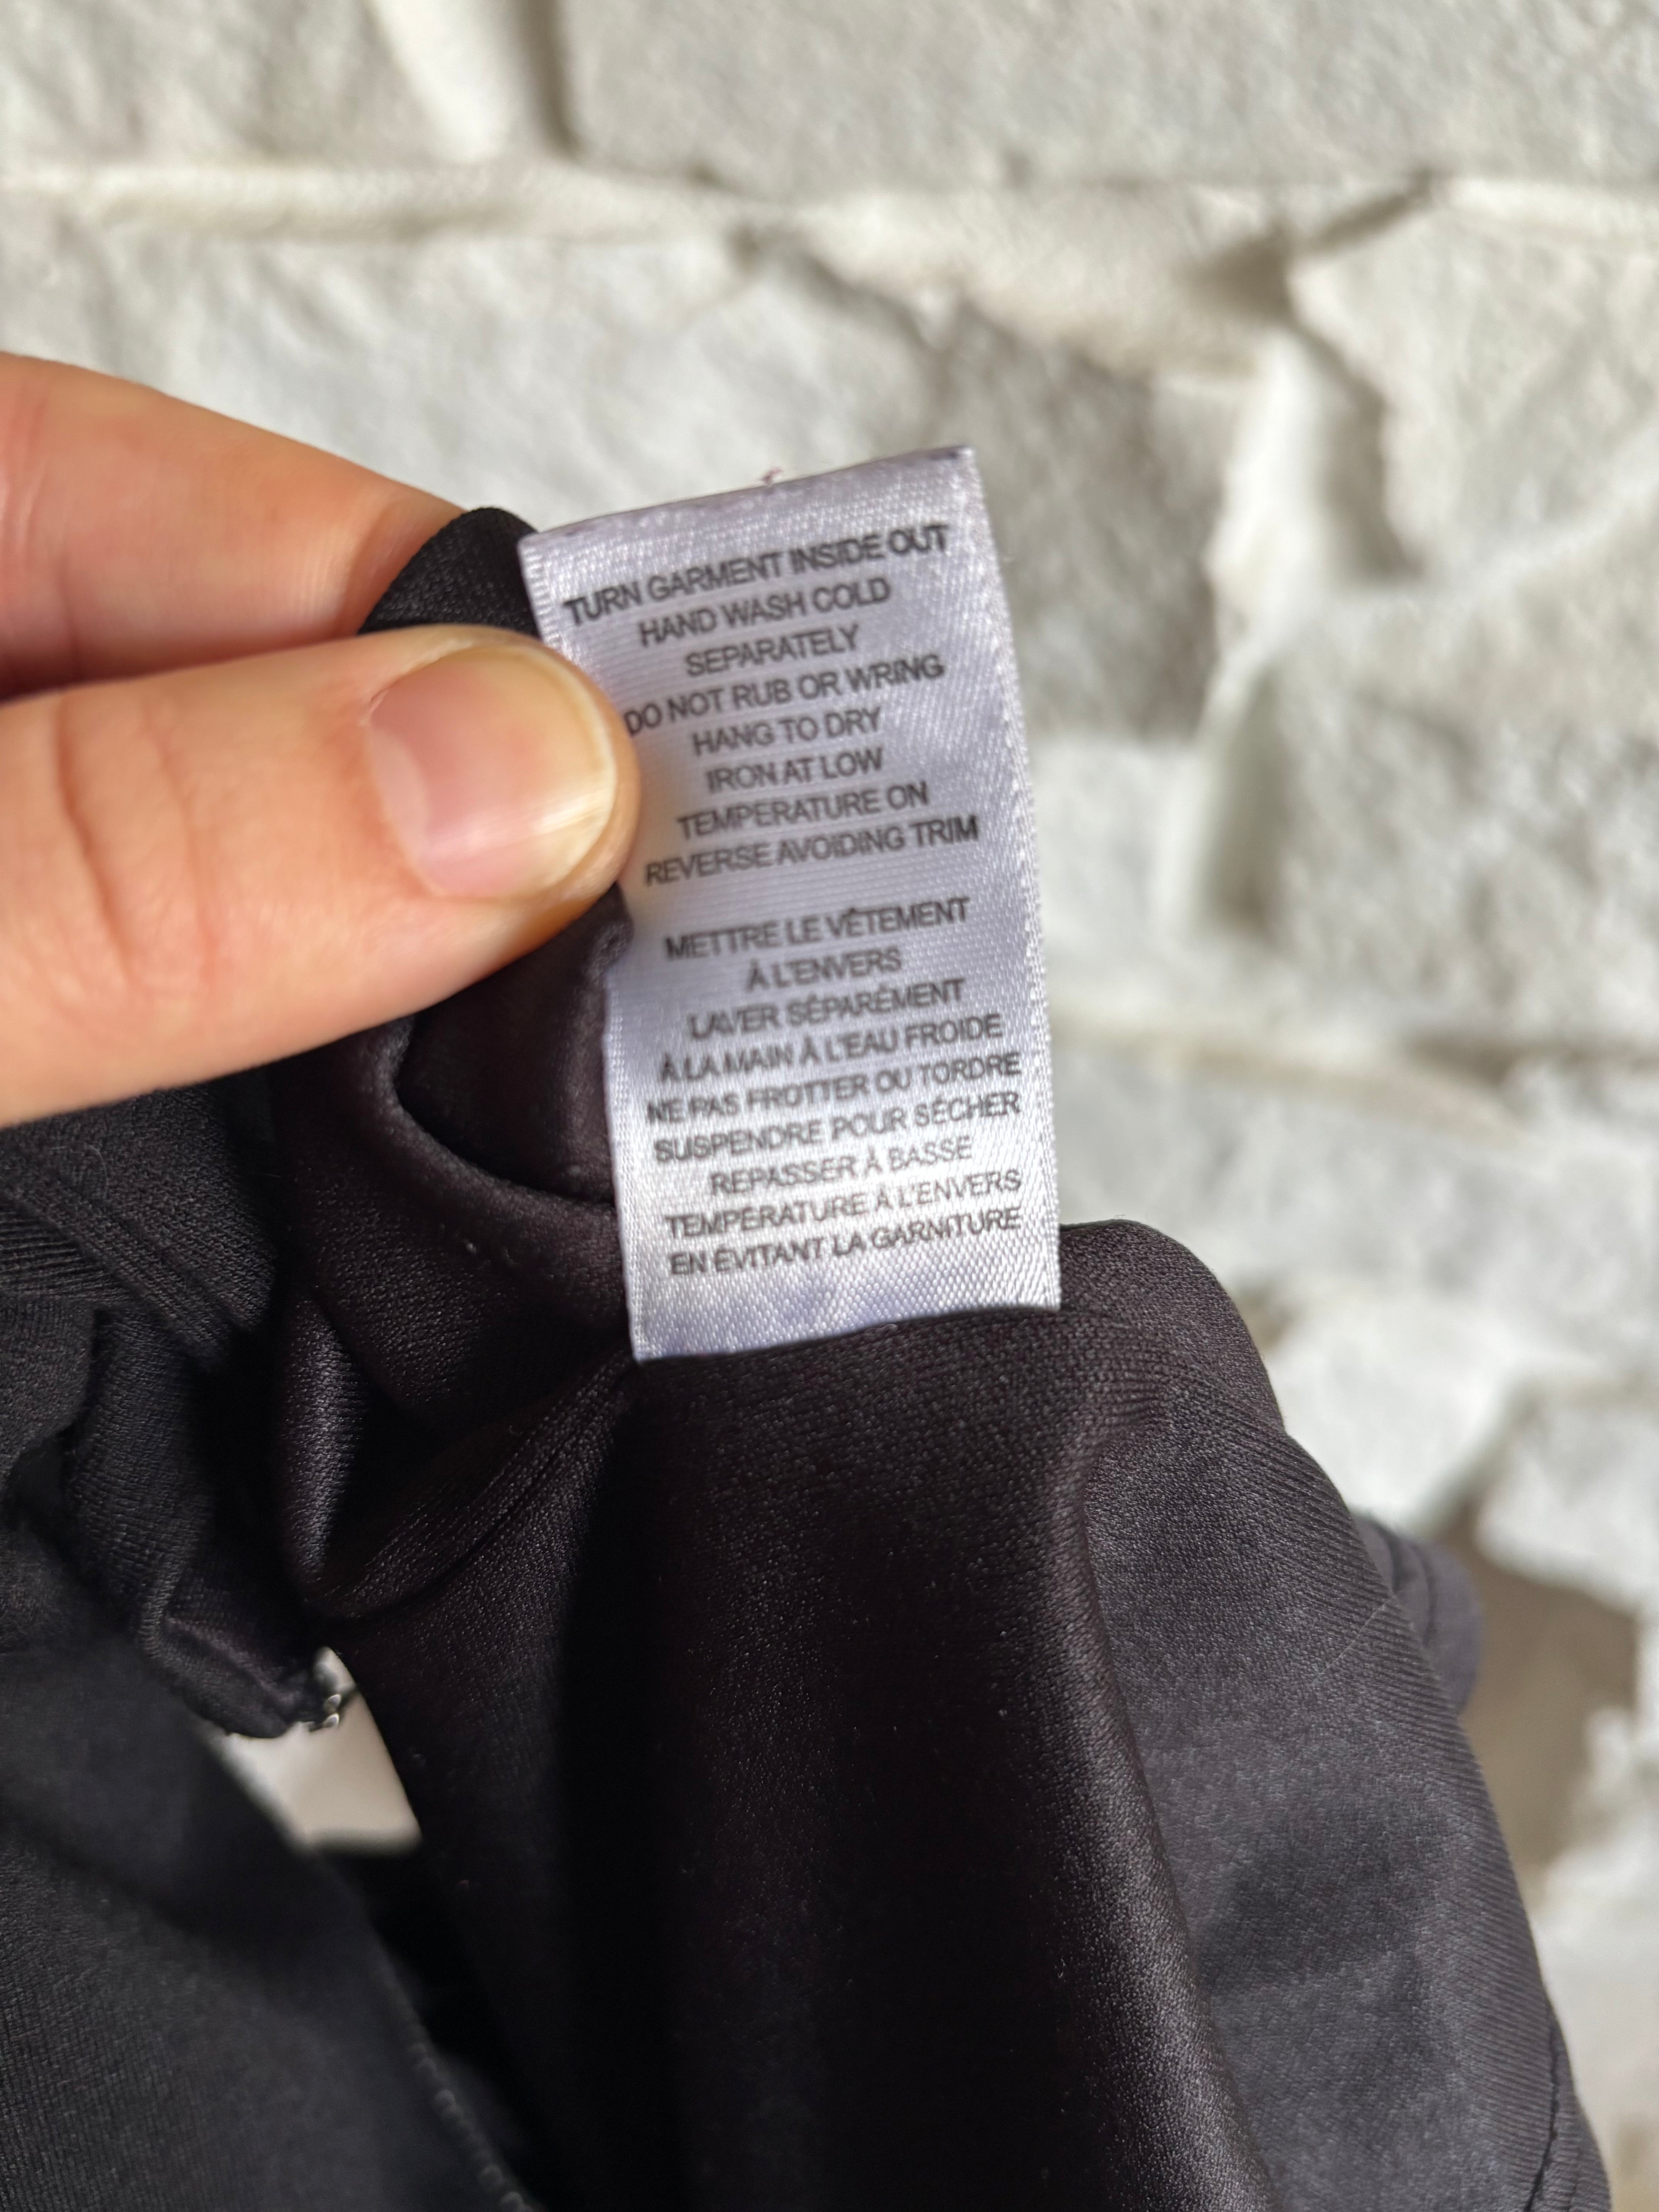 TURN GARMENT INSIDE OUT
HAND WASH COLD
SEPARATELY
DO NOT RUB OR WRING
HANG TO DRY
IRON AT LOW
TEMPERATURE ON
REVERSE AVOIDING TRIM
METTRE LE VÊTEMENT
À L'ENVERS
LAVER SÉPARÉMENT
À LA MAIN À L'EAU FROIDE
NE PAS FROTTER OU TORDRE
SUSPENDRE POUR SÉCHER
REPASSER À BASSE
TEMPÉRATURE À L'ENVERS
EN ÉVITANT LA GARNITURE